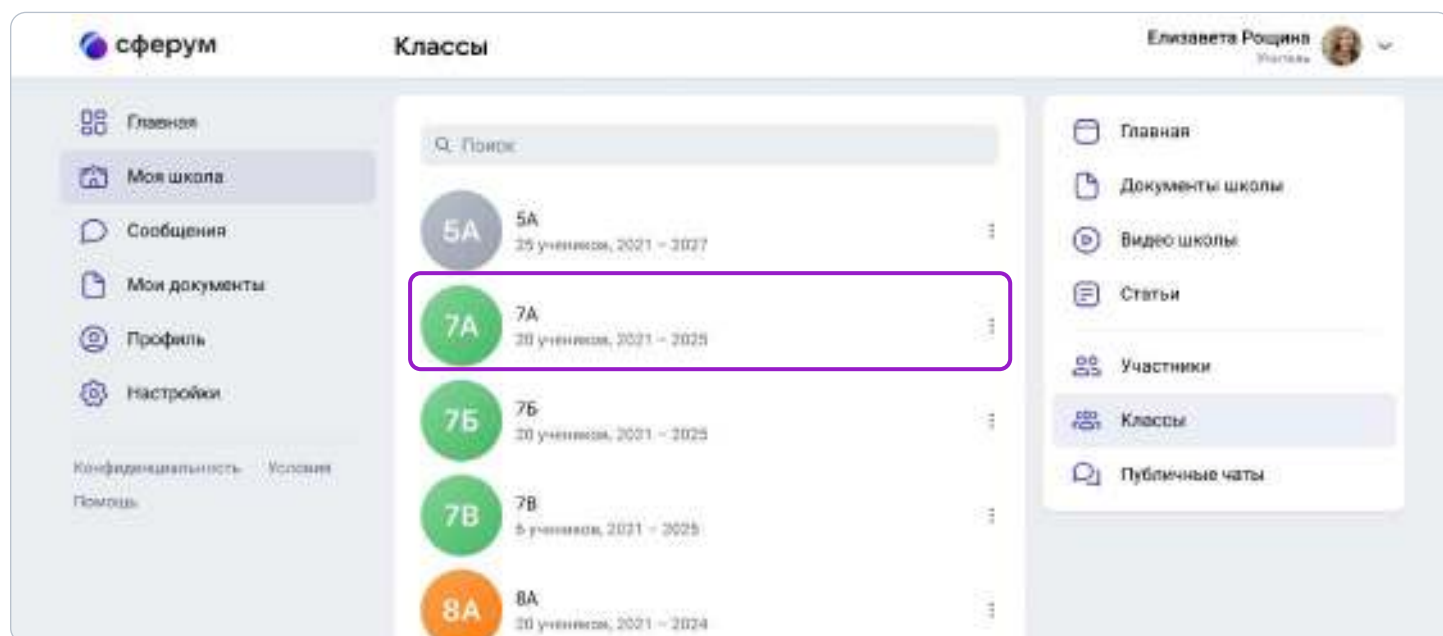 сферум
Классы
Елизавета Рощина
Учитель
Главная
Моя школа
Сообщения
Мои документы
Профиль
Настройки
Конфиденциальность Условия
Помощь
Поиск
5А
5А
25 учеников, 2021 – 2027
7А
7А
20 учеников, 2021 – 2025
7Б
7Б
20 учеников, 2021 – 2025
7В
7В
6 учеников, 2021 – 2025
8А
8А
20 учеников, 2021 – 2024
Главная
Документы школы
Видео школы
Статьи
Участники
Классы
Публичные чаты